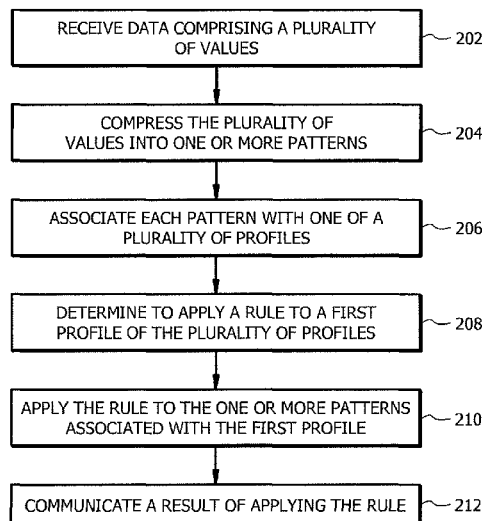 RECEIVE DATA COMPRISING A PLURALITY
OF VALUES
202
COMPRESS THE PLURALITY OF
VALUES INTO ONE OR MORE PATTERNS
204
ASSOCIATE EACH PATTERN WITH ONE OF A
PLURALITY OF PROFILES
206
DETERMINE TO APPLY A RULE TO A FIRST
PROFILE OF THE PLURALITY OF PROFILES
208
APPLY THE RULE TO THE ONE OR MORE PATTERNS
ASSOCIATED WITH THE FIRST PROFILE
210
COMMUNICATE A RESULT OF APPLYING THE RULE
212